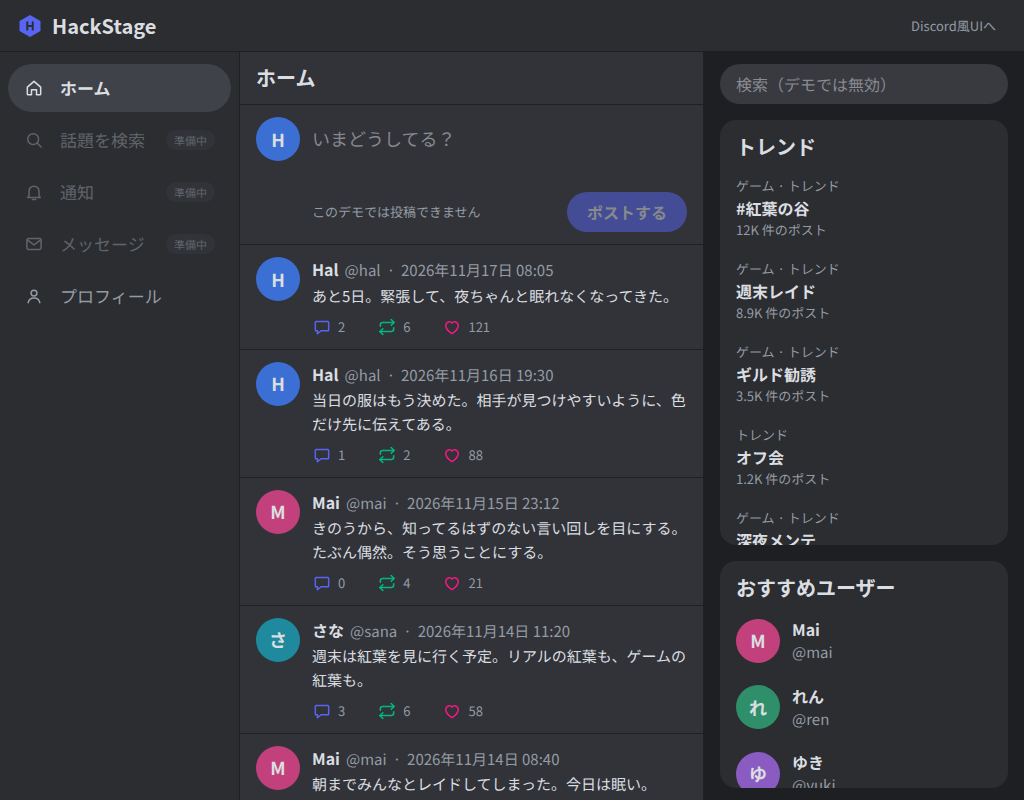 H HackStage
Discord風UIへ
ホーム
話題を検索 準備中
通知 準備中
メッセージ 準備中
プロフィール
ホーム
H いまどうしてる？
このデモでは投稿できません ポストする
H Hal @hal · 2026年11月17日 08:05
あと5日。緊張して、夜ちゃんと眠れなくなってきた。
2 6 121
H Hal @hal · 2026年11月16日 19:30
当日の服はもう決めた。相手が見つけやすいように、色
だけ先に伝えてある。
1 2 88
M Mai @mai · 2026年11月15日 23:12
きのうから、知ってるはずのない言い回しを目にする。
たぶん偶然。そう思うことにする。
0 4 21
さ さな @sana · 2026年11月14日 11:20
週末は紅葉を見に行く予定。リアルの紅葉も、ゲームの
紅葉も。
3 6 58
M Mai @mai · 2026年11月14日 08:40
朝までみんなとレイドしてしまった。今日は眠い。
検索（デモでは無効）
トレンド
ゲーム · トレンド
#紅葉の谷
12K 件のポスト
ゲーム · トレンド
週末レイド
8.9K 件のポスト
ゲーム · トレンド
ギルド勧誘
3.5K 件のポスト
トレンド
オフ会
1.2K 件のポスト
ゲーム · トレンド
深夜メンテ
おすすめユーザー
M Mai
@mai
れ れん
@ren
ゆ ゆき
@yuki